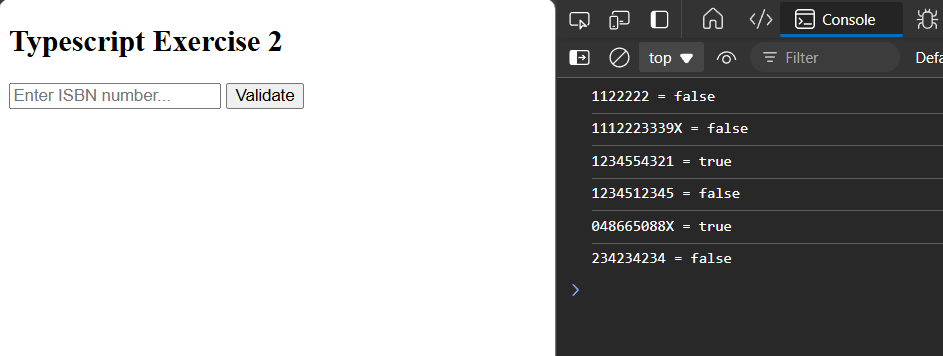 Typescript Exercise 2
Enter ISBN number... Validate
Console
top Filter Defa
1122222 = false
1112223339X = false
1234554321 = true
1234512345 = false
048665088X = true
234234234 = false